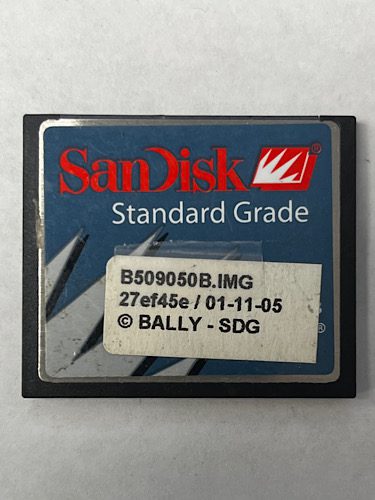 SanDisk®
Standard Grade
B509050B.IMG
27ef45e / 01-11-05
© BALLY - SDG
®